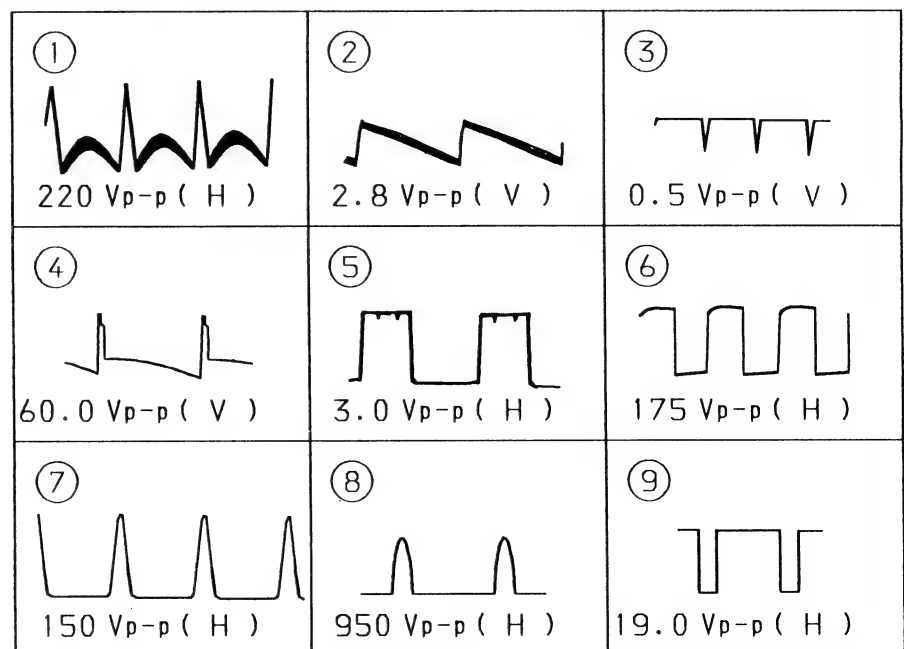 ①
220 Vp-p ( H )
②
2.8 Vp-p ( V )
③
0.5 Vp-p ( V )
④
60.0 Vp-p ( V )
⑤
3.0 Vp-p ( H )
⑥
175 Vp-p ( H )
⑦
150 Vp-p ( H )
⑧
950 Vp-p ( H )
⑨
19.0 Vp-p ( H )